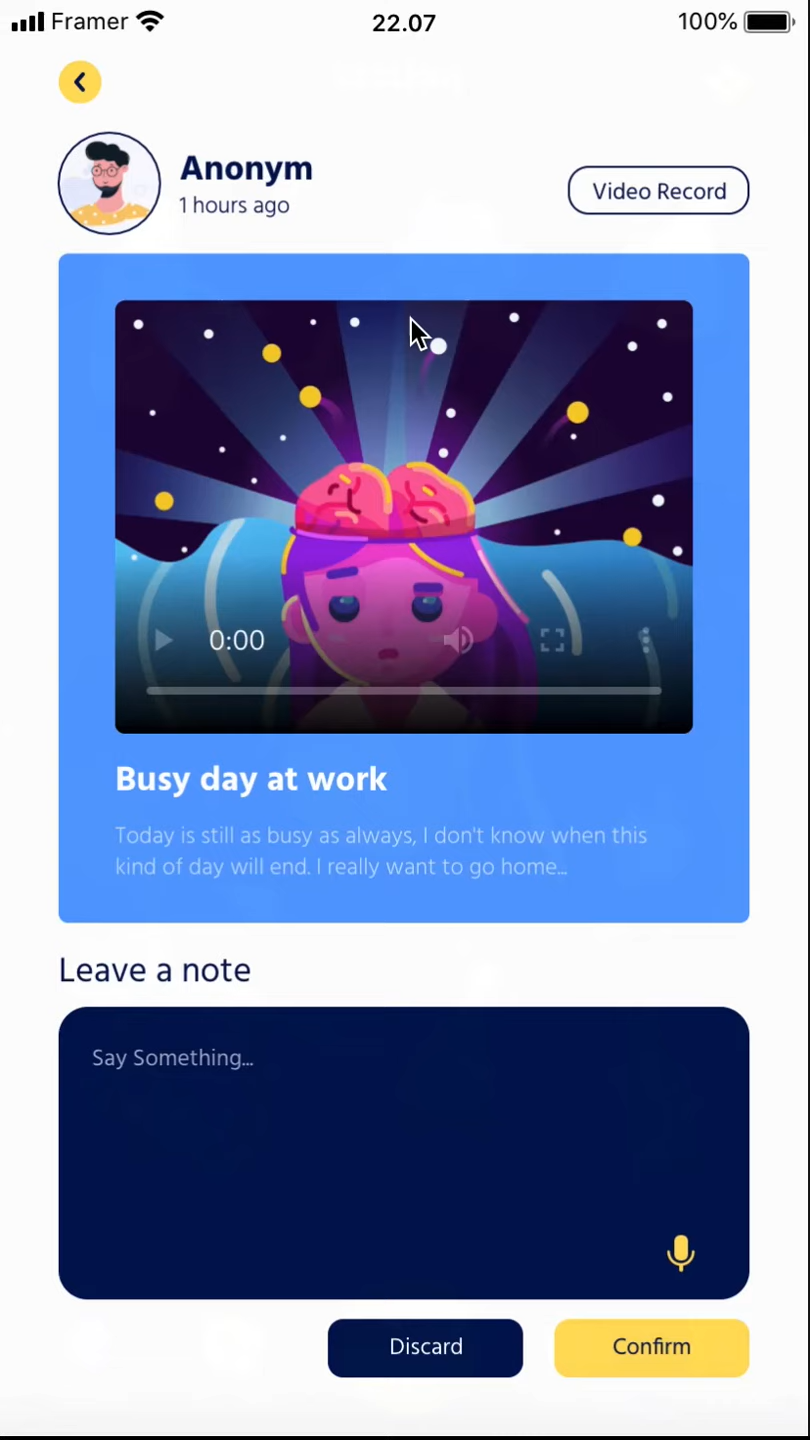 Framer 22.07 100%
Anonym
1 hours ago
Video Record
0:00
Busy day at work
Today is still as busy as always, I don't know when this
kind of day will end. I really want to go home...
Leave a note
Say Something...
Discard Confirm